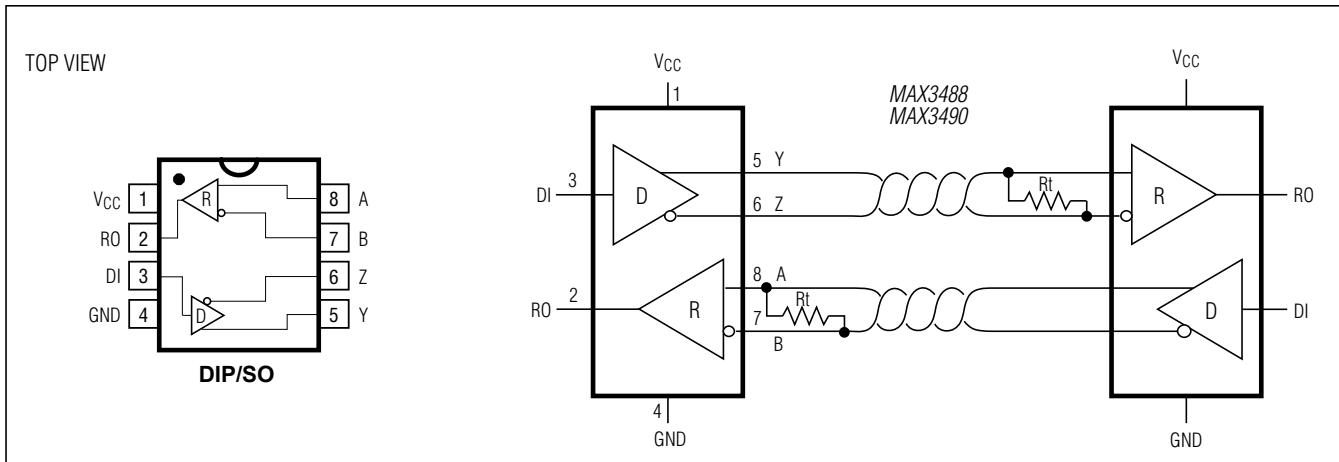 TOP VIEW
VCC 1
RO 2
DI 3
GND 4
8 A
7 B
6 Z
5 Y
R
D
DIP/SO
MAX3488
MAX3490
VCC
1
DI 3
D
5 Y
6 Z
Rt
R
RO
RO 2
R
8 A
7
B
Rt
D
DI
4
GND
VCC
GND